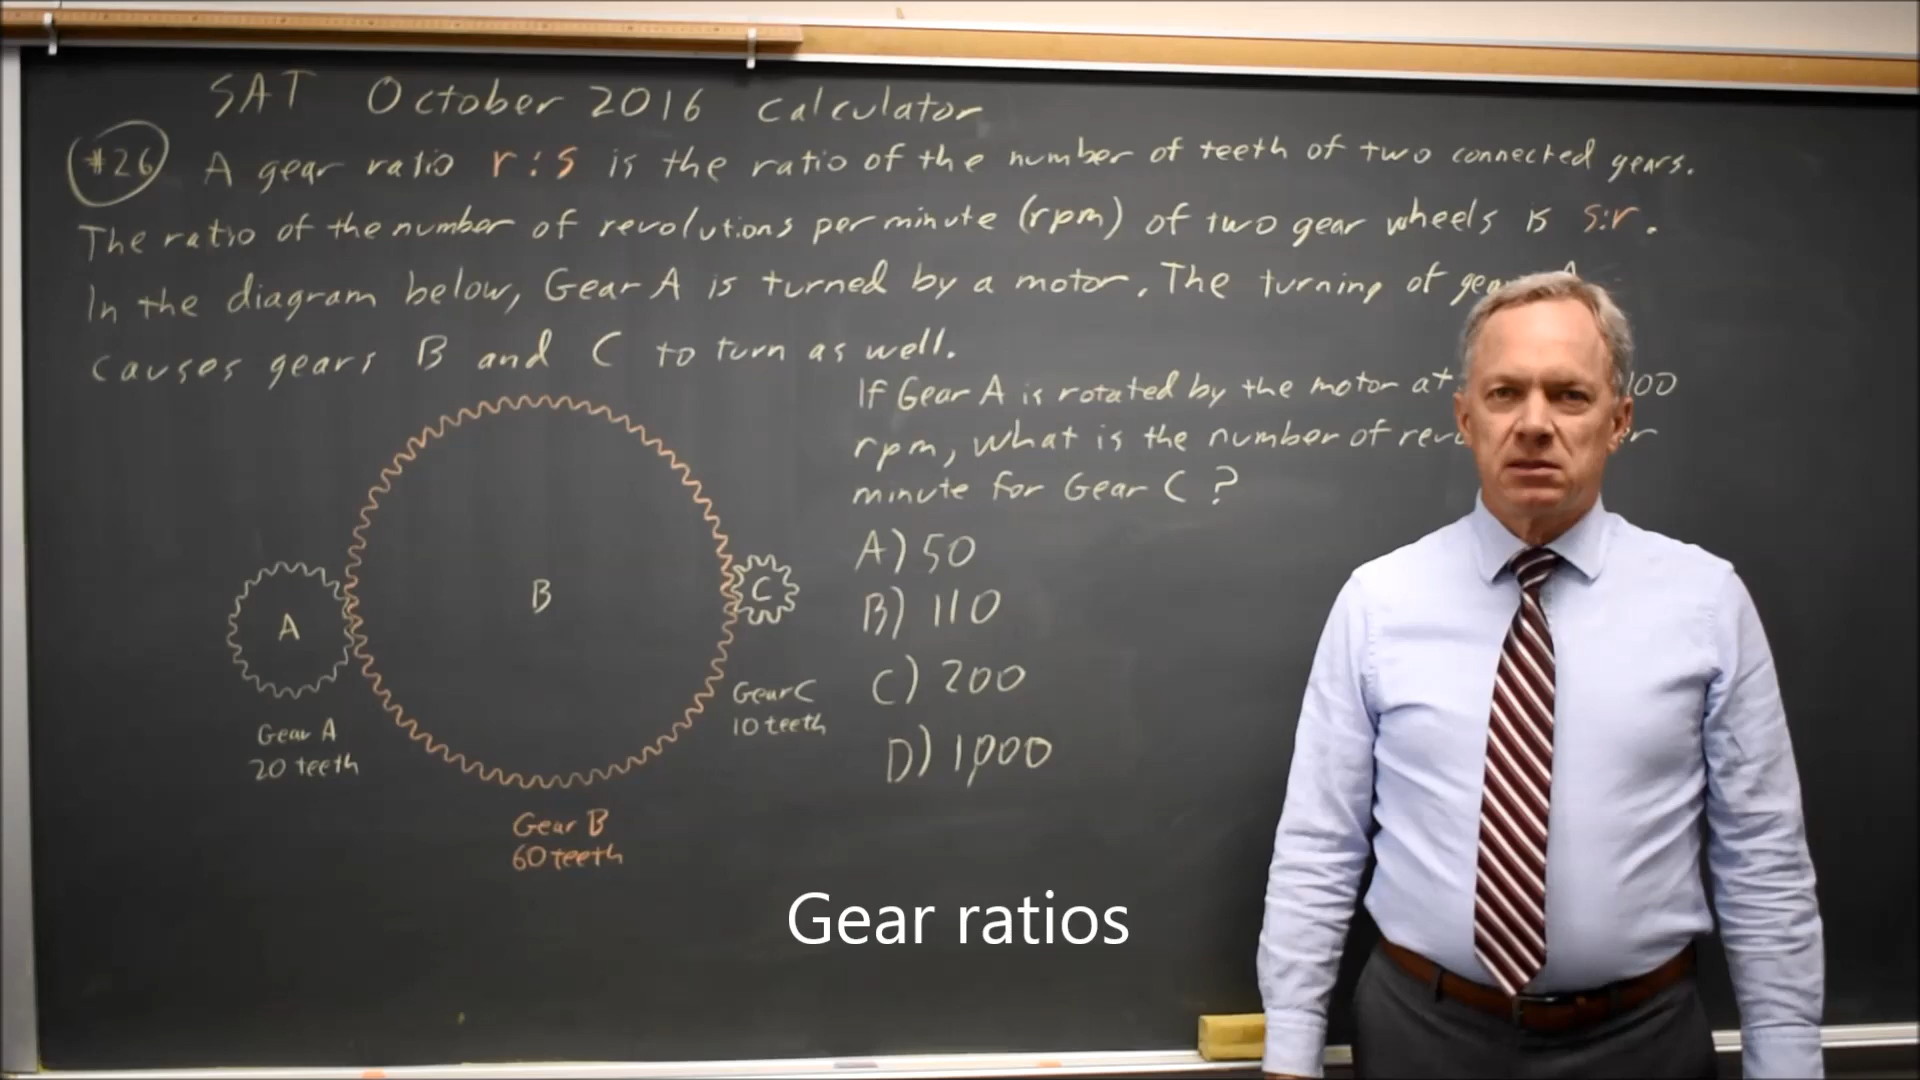 SAT October 2016 Calculator
#26 A gear ratio r:s is the ratio of the number of teeth of two connected gears.
The ratio of the number of revolutions per minute (rpm) of two gear wheels is s:r.
In the diagram below, Gear A is turned by a motor. The turning of gear A
causes gears B and C to turn as well.
If Gear A is rotated by the motor at 100
rpm, what is the number of
minute for Gear C?
A) 50
B) 110
C) 200
D) 1000
A
B
C
Gear A
20 teeth
Gear B
60 teeth
Gear C
10 teeth
Gear ratios